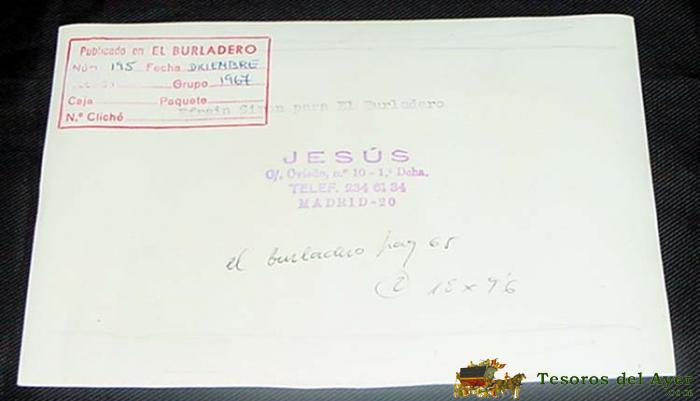 Publicado en EL BURLADERO
Núm. 195 Fecha DICIEMBRE
Grupo 1967
Caja Paquete
N.º Cliché
Efrain Giron para El Burladero
JESÚS
C/. Oviedo, n.º 10 - 1.º Dcha.
TELEF. 234 61 34
MADRID-20
el burladero pag 65
2 15 x 9'6
Tesoros del Ayer
.com